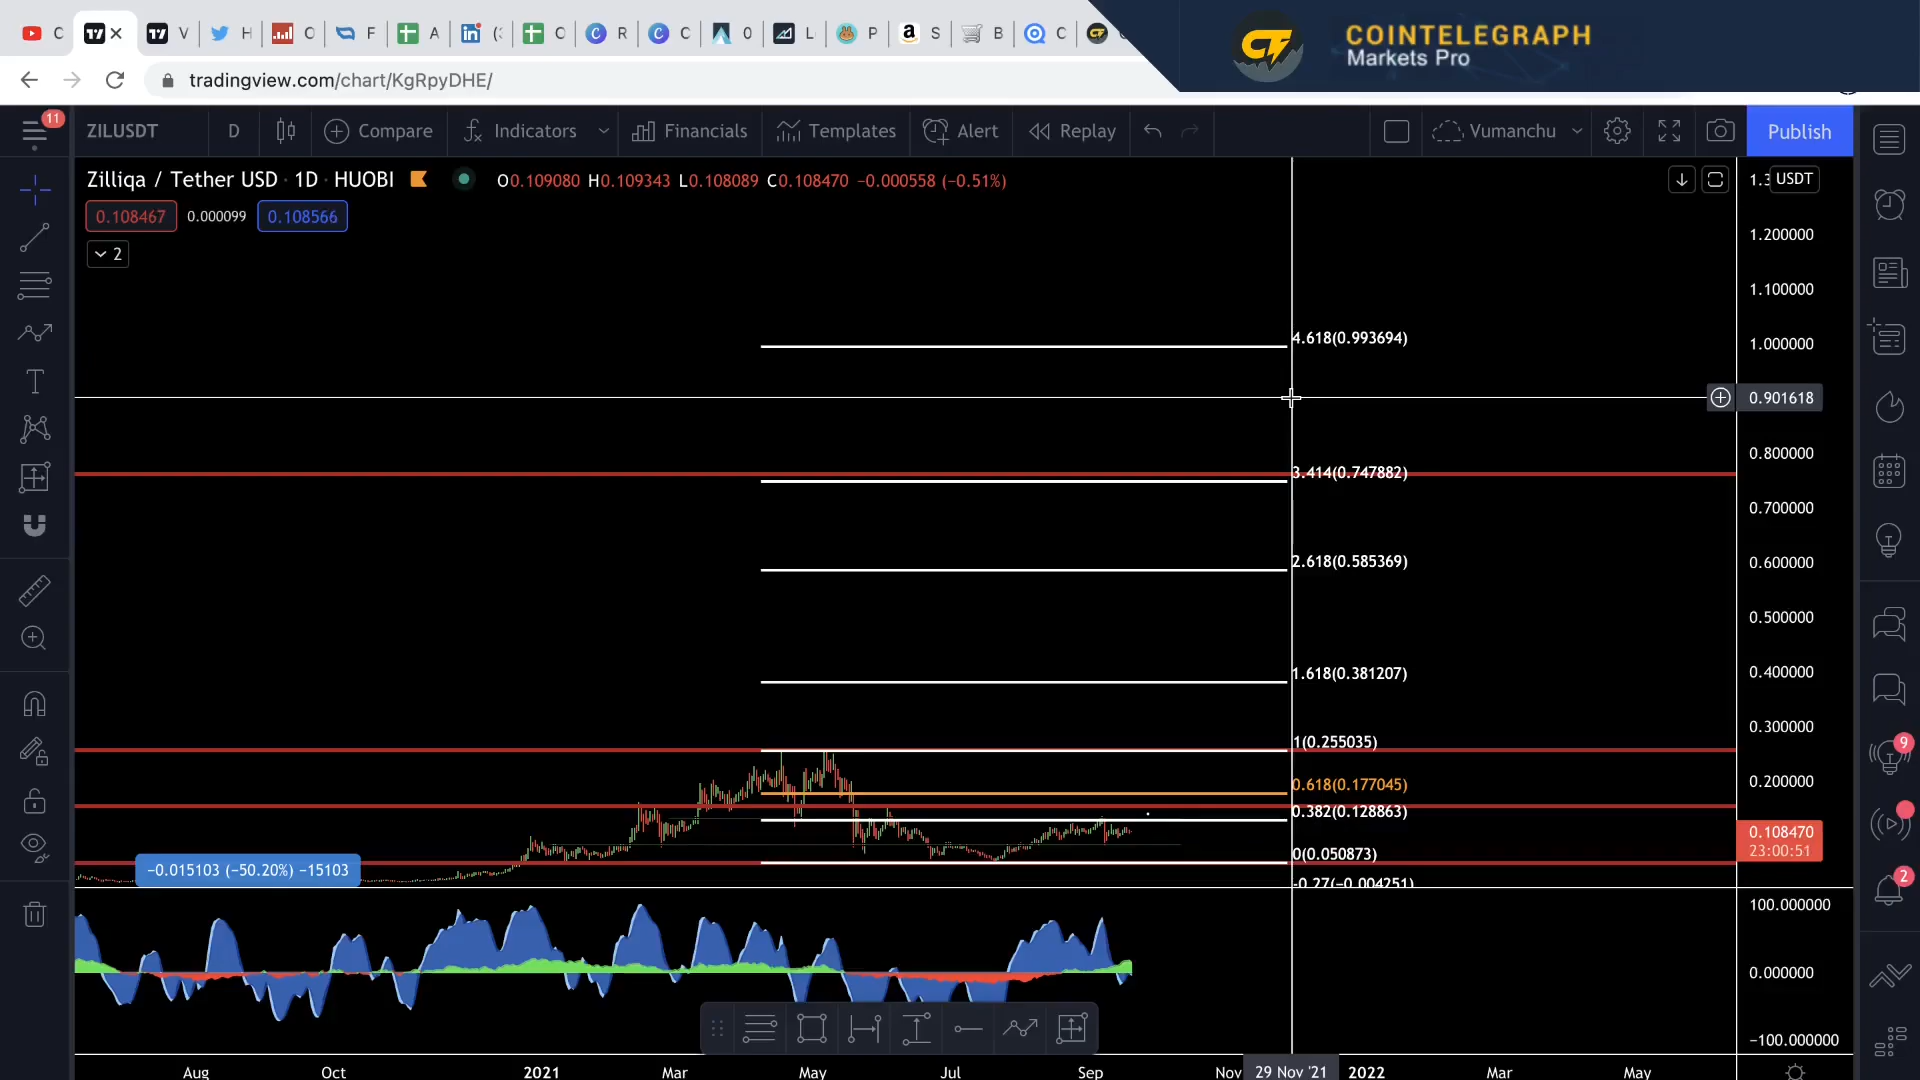 C
V
H
C
F
A
(
C
R
C
0
L
P
S
B
C
COINTELEGRAPH
Markets Pro
tradingview.com/chart/KgRpyDHE/
11
ZILUSDT
D
Compare
Indicators
Financials
Templates
Alert
Replay
Vumanchu
Publish
Zilliqa / Tether USD · 1D · HUOBI
O0.109080 H0.109343 L0.108089 C0.108470 −0.000558 (−0.51%)
USDT
0.108467 0.000099 0.108566
2
1.200000
1.100000
4.618(0.993694)
1.000000
0.901618
0.800000
3.414(0.747882)
0.700000
2.618(0.585369)
0.600000
0.500000
1.618(0.381207)
0.400000
0.300000
1(0.255035)
0.618(0.177045)
0.200000
0.382(0.128863)
0.108470
23:00:51
0(0.050873)
−0.015103 (−50.20%) −15103
-0.27(−0.004251)
9
2
100.000000
0.000000
−100.000000
Aug
Oct
2021
Mar
May
Jul
Sep
Nov
29 Nov '21
2022
Mar
May